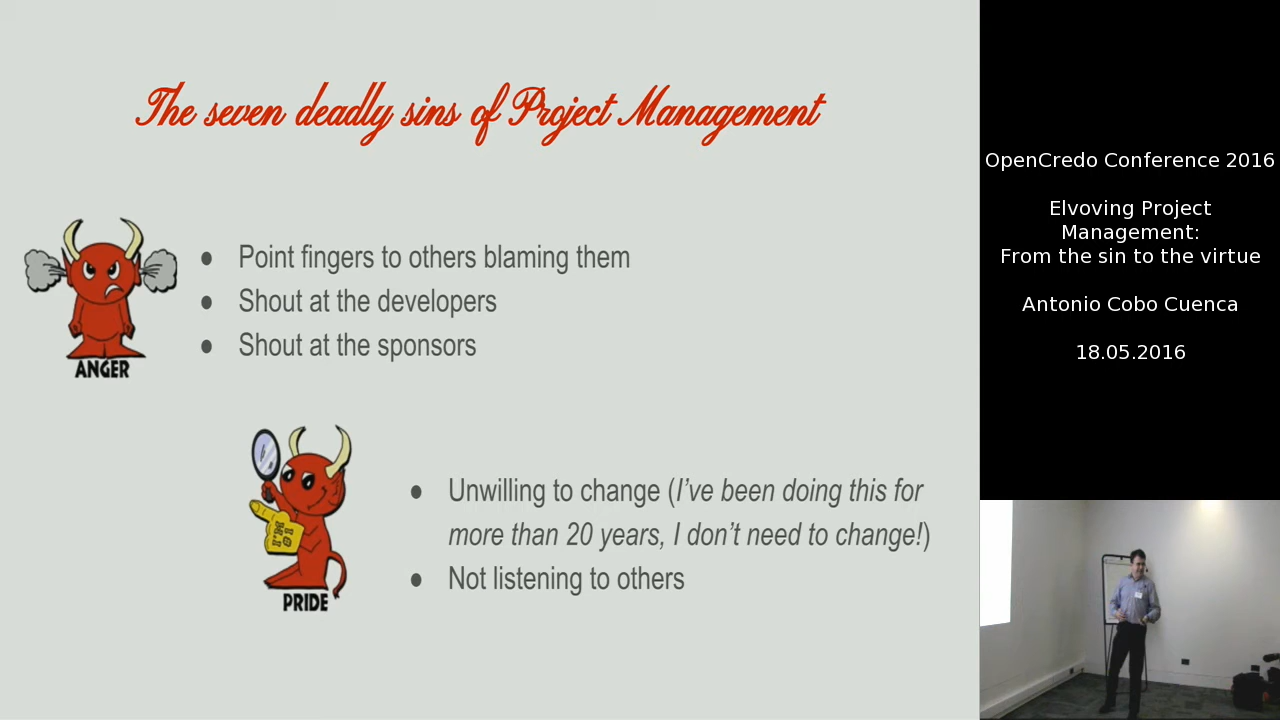 The seven deadly sins of Project Management
● Point fingers to others blaming them
● Shout at the developers
● Shout at the sponsors
ANGER
● Unwilling to change (I've been doing this for
more than 20 years, I don't need to change!)
● Not listening to others
PRIDE
OpenCredo Conference 2016
Elvoving Project
Management:
From the sin to the virtue
Antonio Cobo Cuenca
18.05.2016